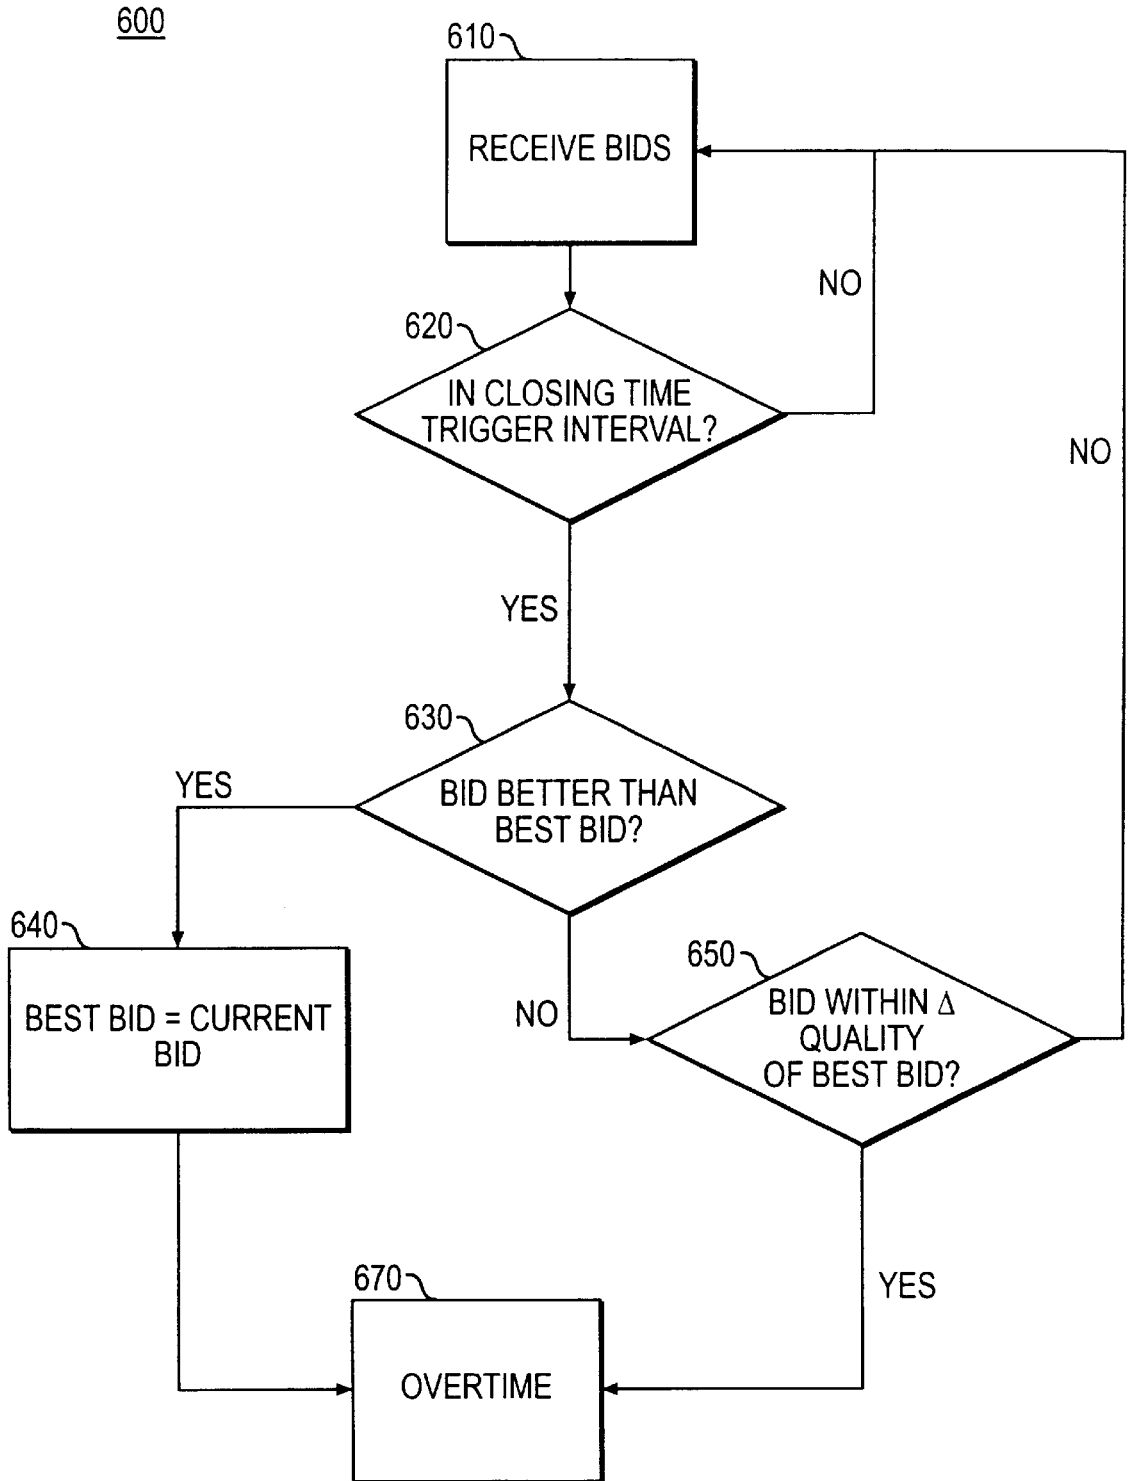 600
610
RECEIVE BIDS
NO
620
IN CLOSING TIME
TRIGGER INTERVAL?
NO
YES
630
YES
BID BETTER THAN
BEST BID?
640
BEST BID = CURRENT
BID
NO
650
BID WITHIN Δ
QUALITY
OF BEST BID?
670
YES
OVERTIME